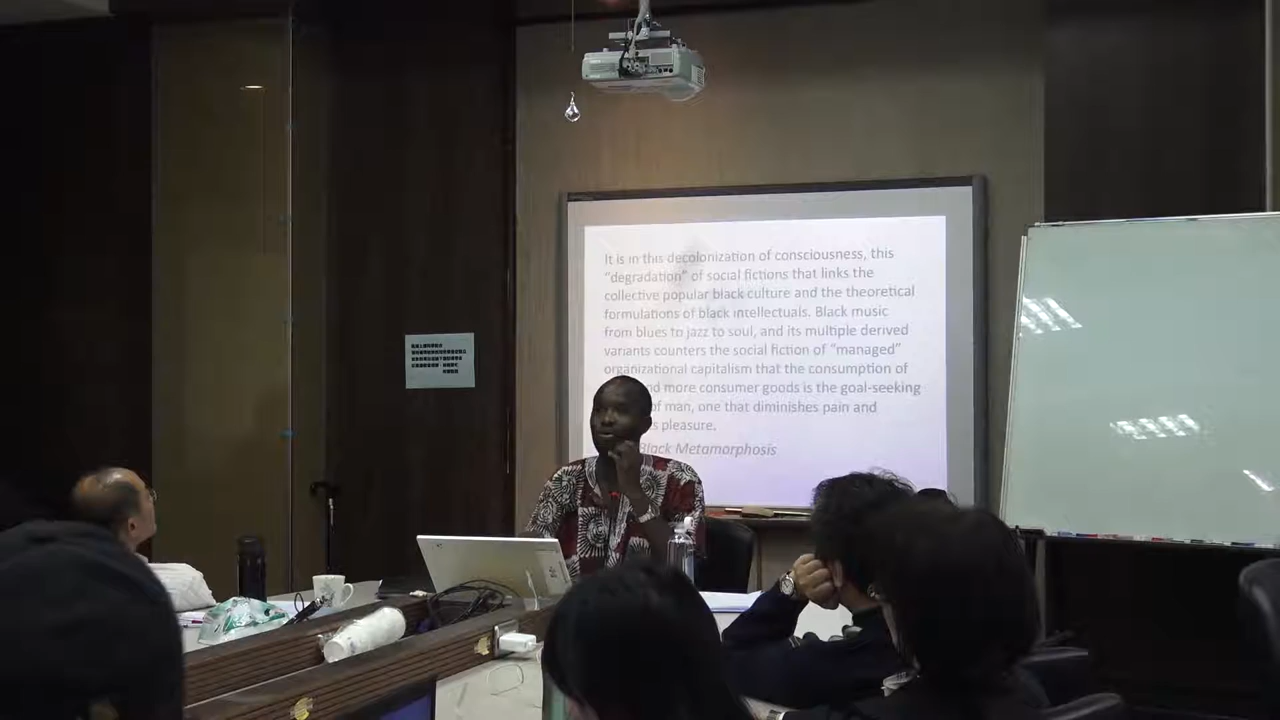 It is in this decolonization of consciousness, this
“degradation” of social fictions that links the
collective popular black culture and the theoretical
formulations of black intellectuals. Black music
from blues to jazz to soul, and its multiple derived
variants counters the social fiction of “managed”
organizational capitalism that the consumption of
and more consumer goods is the goal-seeking
of man, one that diminishes pain and
pleasure.
Black Metamorphosis